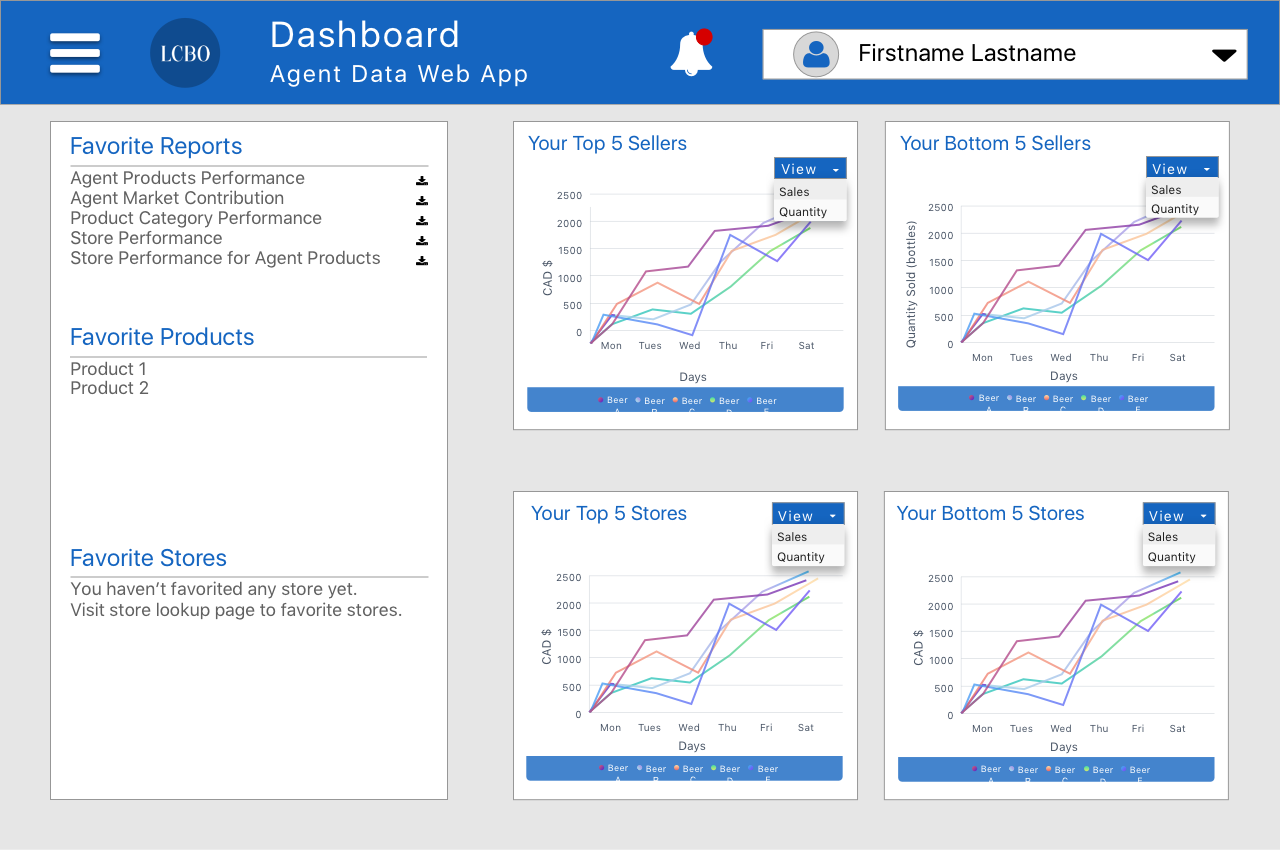 LCBO
Dashboard
Agent Data Web App
Firstname Lastname
Favorite Reports
Agent Products Performance
Agent Market Contribution
Product Category Performance
Store Performance
Store Performance for Agent Products
Favorite Products
Product 1
Product 2
Favorite Stores
You haven’t favorited any store yet.
Visit store lookup page to favorite stores.
Your Top 5 Sellers
View
Sales
Quantity
2500
2000
1500
1000
500
0
CAD $
Mon Tues Wed Thu Fri Sat
Days
Beer A Beer B Beer C Beer D Beer E
Your Bottom 5 Sellers
View
Sales
Quantity
2500
2000
1500
1000
500
0
Quantity Sold (bottles)
Mon Tues Wed Thu Fri Sat
Days
Beer A Beer B Beer C Beer D Beer E
Your Top 5 Stores
View
Sales
Quantity
2500
2000
1500
1000
500
0
CAD $
Mon Tues Wed Thu Fri Sat
Days
Beer A Beer B Beer C Beer D Beer E
Your Bottom 5 Stores
View
Sales
Quantity
2500
2000
1500
1000
500
0
CAD $
Mon Tues Wed Thu Fri Sat
Days
Beer A Beer B Beer C Beer D Beer E